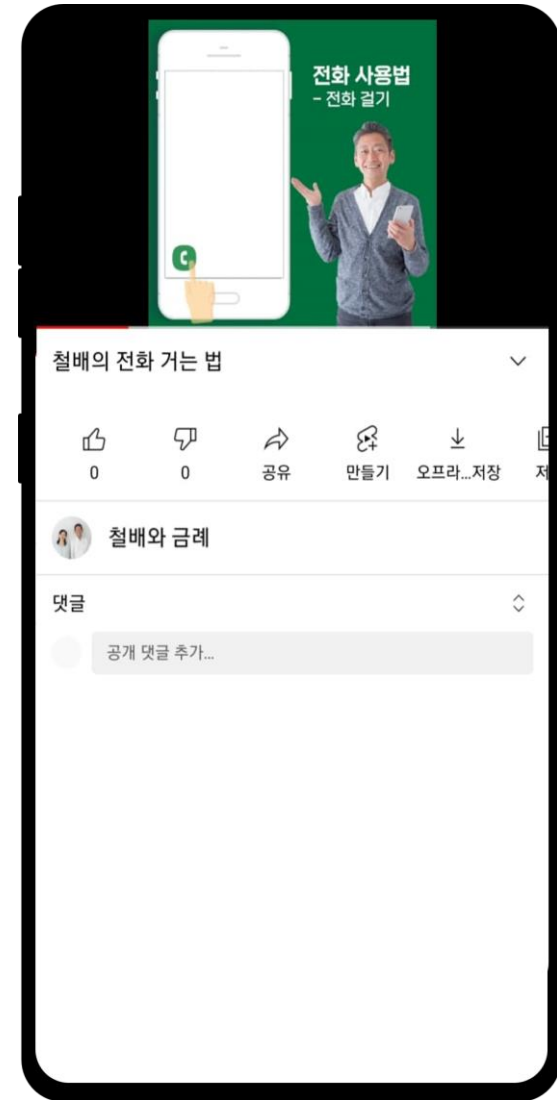 전화 사용법
- 전화 걸기
철배의 전화 거는 법
0
0
공유
만들기
오프라...저장
저
철배와 금례
댓글
공개 댓글 추가...